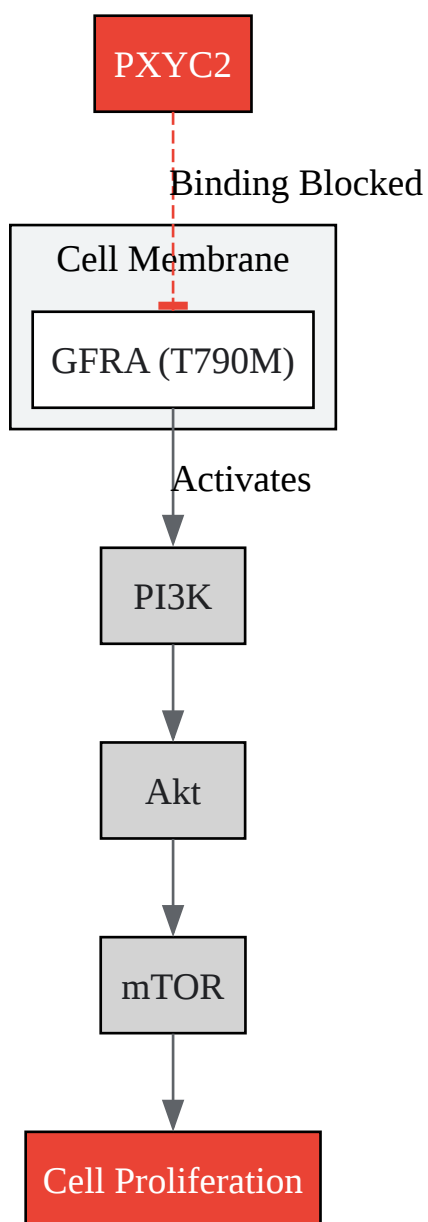 PXYC2
Binding Blocked
Cell Membrane
GFRA (T790M)
Activates
PI3K
Akt
mTOR
Cell Proliferation